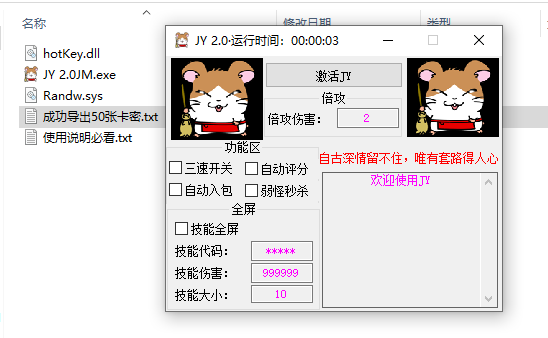 名称
修改日期
类型
hotKey.dll
JY 2.0JM.exe
Randw.sys
成功导出50张卡密.txt
使用说明必看.txt
JY 2.0·运行时间：00:00:03
激活JY
倍攻
倍攻伤害：
2
功能区
三速开关
自动评分
自动入包
弱怪秒杀
全屏
技能全屏
技能代码：
*****
技能伤害：
999999
技能大小：
10
自古深情留不住，唯有套路得人心
欢迎使用JY